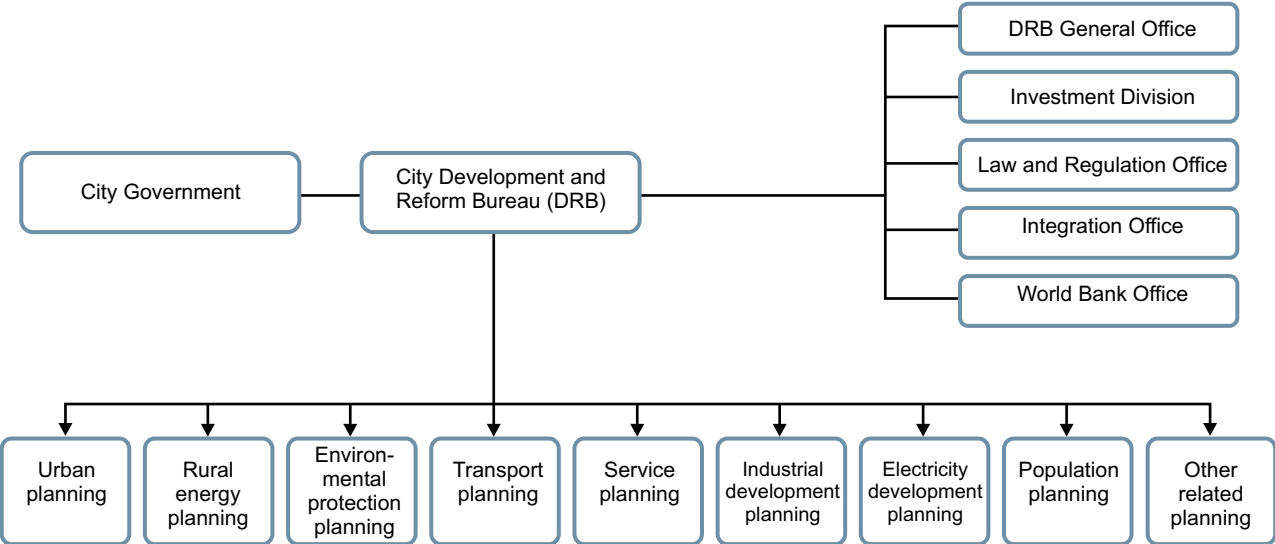 DRB General Office
Investment Division
Law and Regulation Office
Integration Office
World Bank Office
City Government
City Development and
Reform Bureau (DRB)
Urban
planning
Rural
energy
planning
Environ-
mental
protection
planning
Transport
planning
Service
planning
Industrial
development
planning
Electricity
development
planning
Population
planning
Other
related
planning